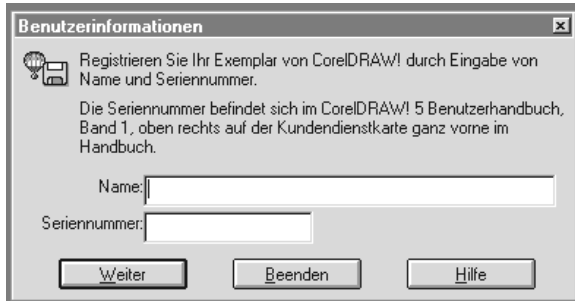 Benutzerinformationen
Registrieren Sie Ihr Exemplar von CorelDRAW! durch Eingabe von
Name und Seriennummer.
Die Seriennummer befindet sich im CorelDRAW! 5 Benutzerhandbuch,
Band 1, oben rechts auf der Kundendienstkarte ganz vorne im
Handbuch.
Name:
Seriennummer:
Weiter Beenden Hilfe